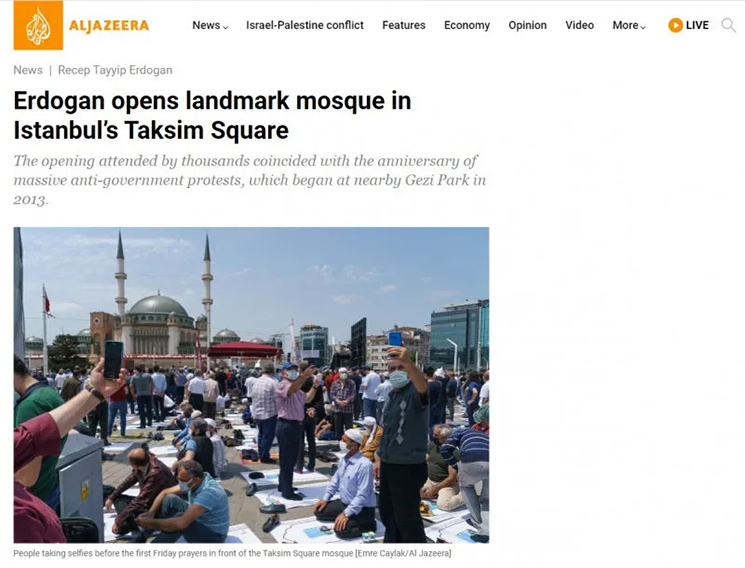 ALJAZEERA
News Israel-Palestine conflict Features Economy Opinion Video More LIVE
News | Recep Tayyip Erdogan
Erdogan opens landmark mosque in
Istanbul’s Taksim Square
The opening attended by thousands coincided with the anniversary of
massive anti-government protests, which began at nearby Gezi Park in
2013.
People taking selfies before the first Friday prayers in front of the Taksim Square mosque [Emre Caylak/Al Jazeera]